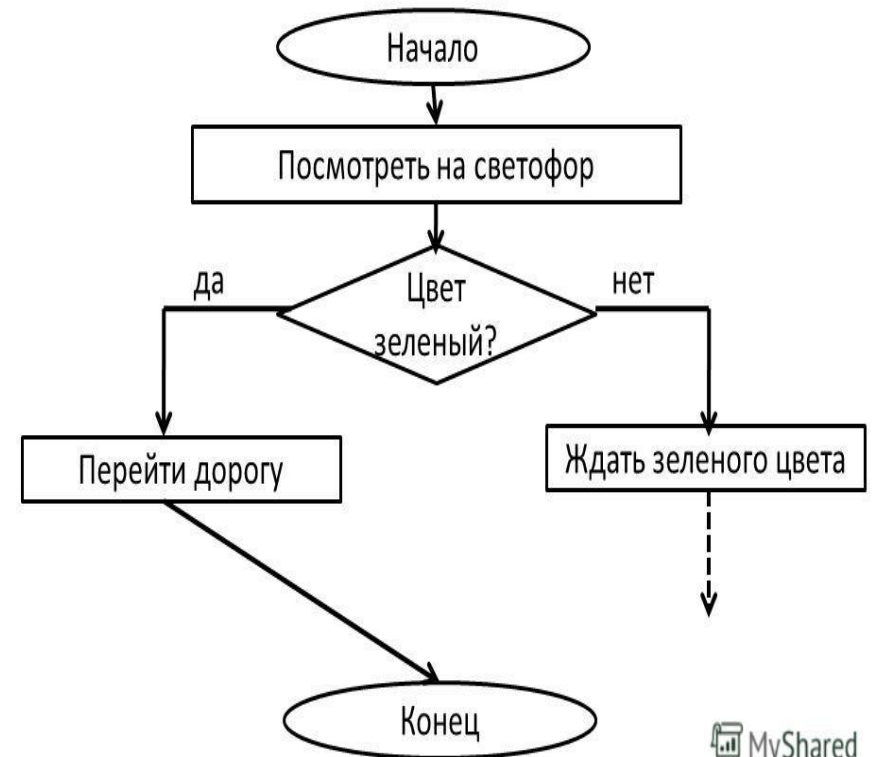 Начало
Посмотреть на светофор
да
Цвет
зеленый?
нет
Перейти дорогу
Ждать зеленого цвета
Конец
MyShared